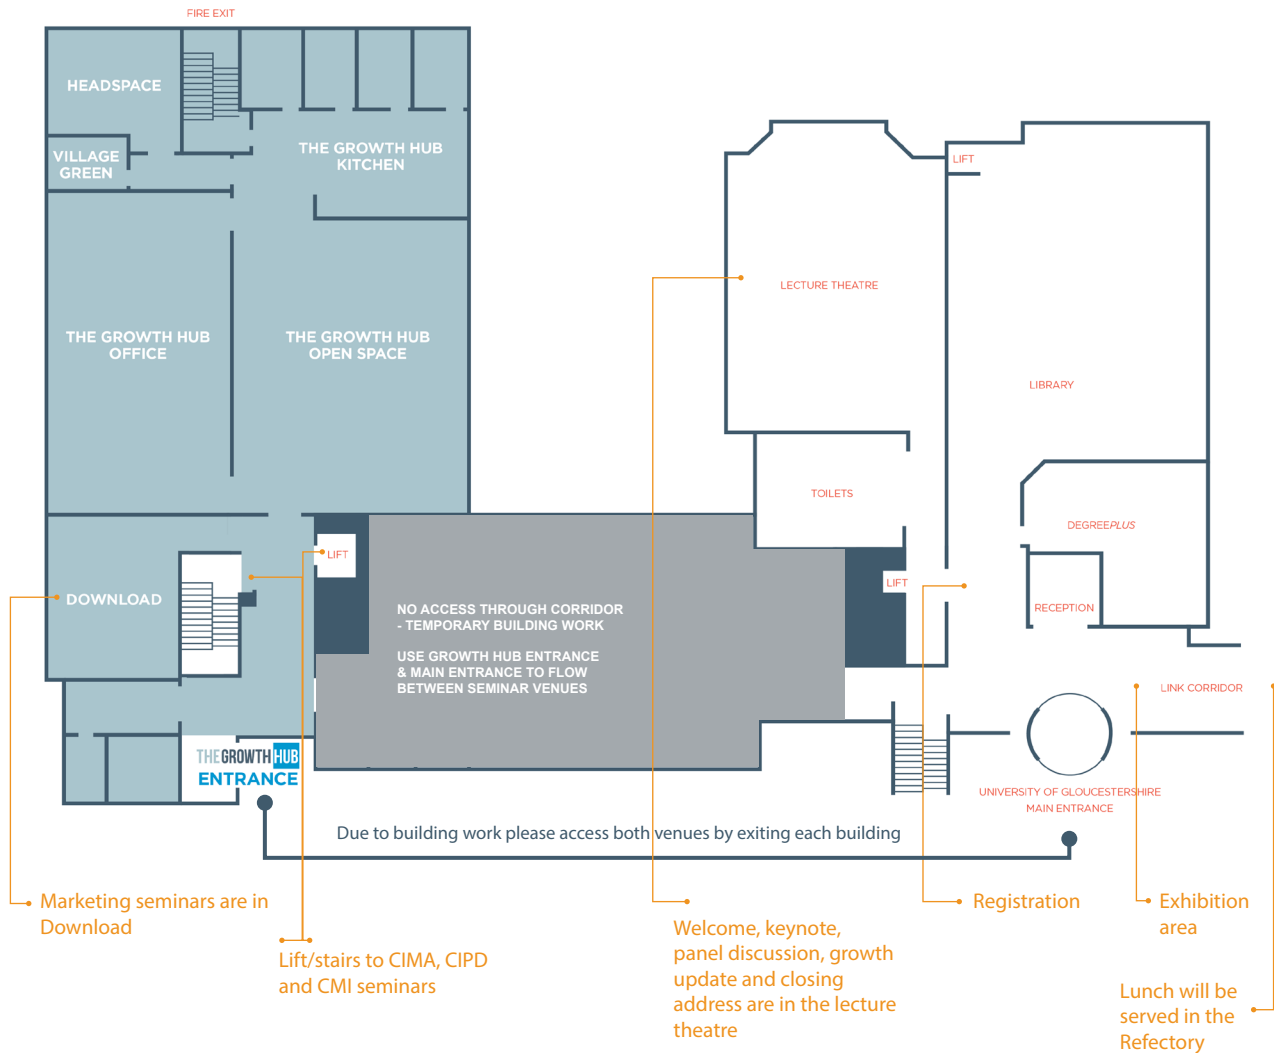 FIRE EXIT
HEADSPACE
VILLAGE
GREEN
THE GROWTH HUB
KITCHEN
LIFT
LECTURE THEATRE
THE GROWTH HUB
OFFICE
THE GROWTH HUB
OPEN SPACE
LIBRARY
TOILETS
DEGREEPLUS
LIFT
LIFT
DOWNLOAD
RECEPTION
NO ACCESS THROUGH CORRIDOR
- TEMPORARY BUILDING WORK
USE GROWTH HUB ENTRANCE
& MAIN ENTRANCE TO FLOW
BETWEEN SEMINAR VENUES
LINK CORRIDOR
THEGROWTHHUB
ENTRANCE
UNIVERSITY OF GLOUCESTERSHIRE
MAIN ENTRANCE
Due to building work please access both venues by exiting each building
Marketing seminars are in
Download
Lift/stairs to CIMA, CIPD
and CMI seminars
Welcome, keynote,
panel discussion, growth
update and closing
address are in the lecture
theatre
Registration
Exhibition
area
Lunch will be
served in the
Refectory